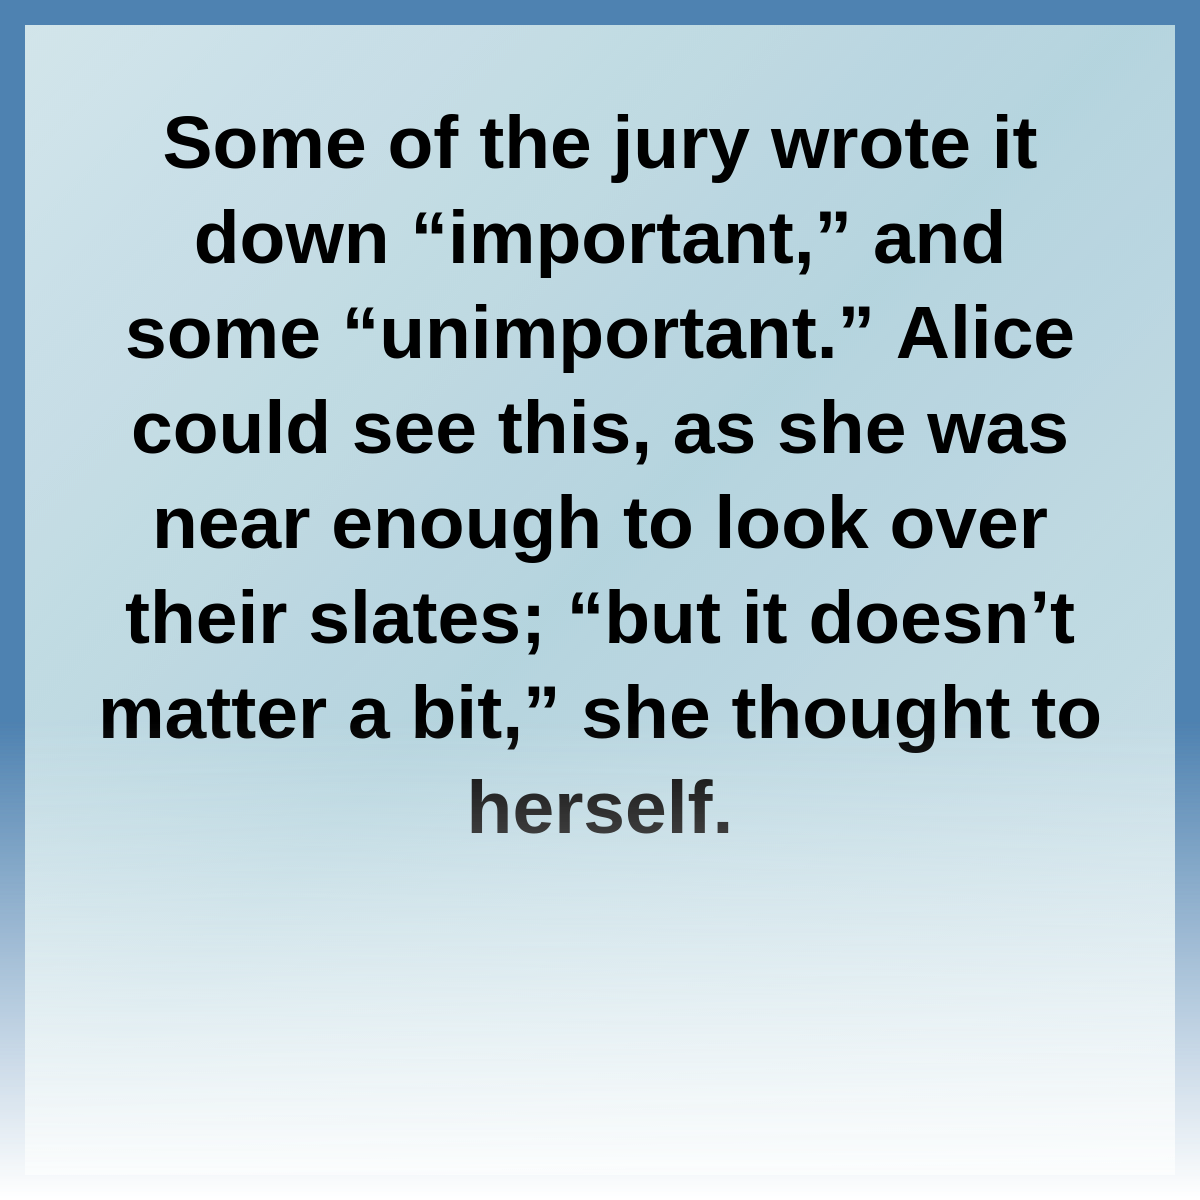 Some of the jury wrote it
down “important,” and
some “unimportant.” Alice
could see this, as she was
near enough to look over
their slates; “but it doesn’t
matter a bit,” she thought to
herself.